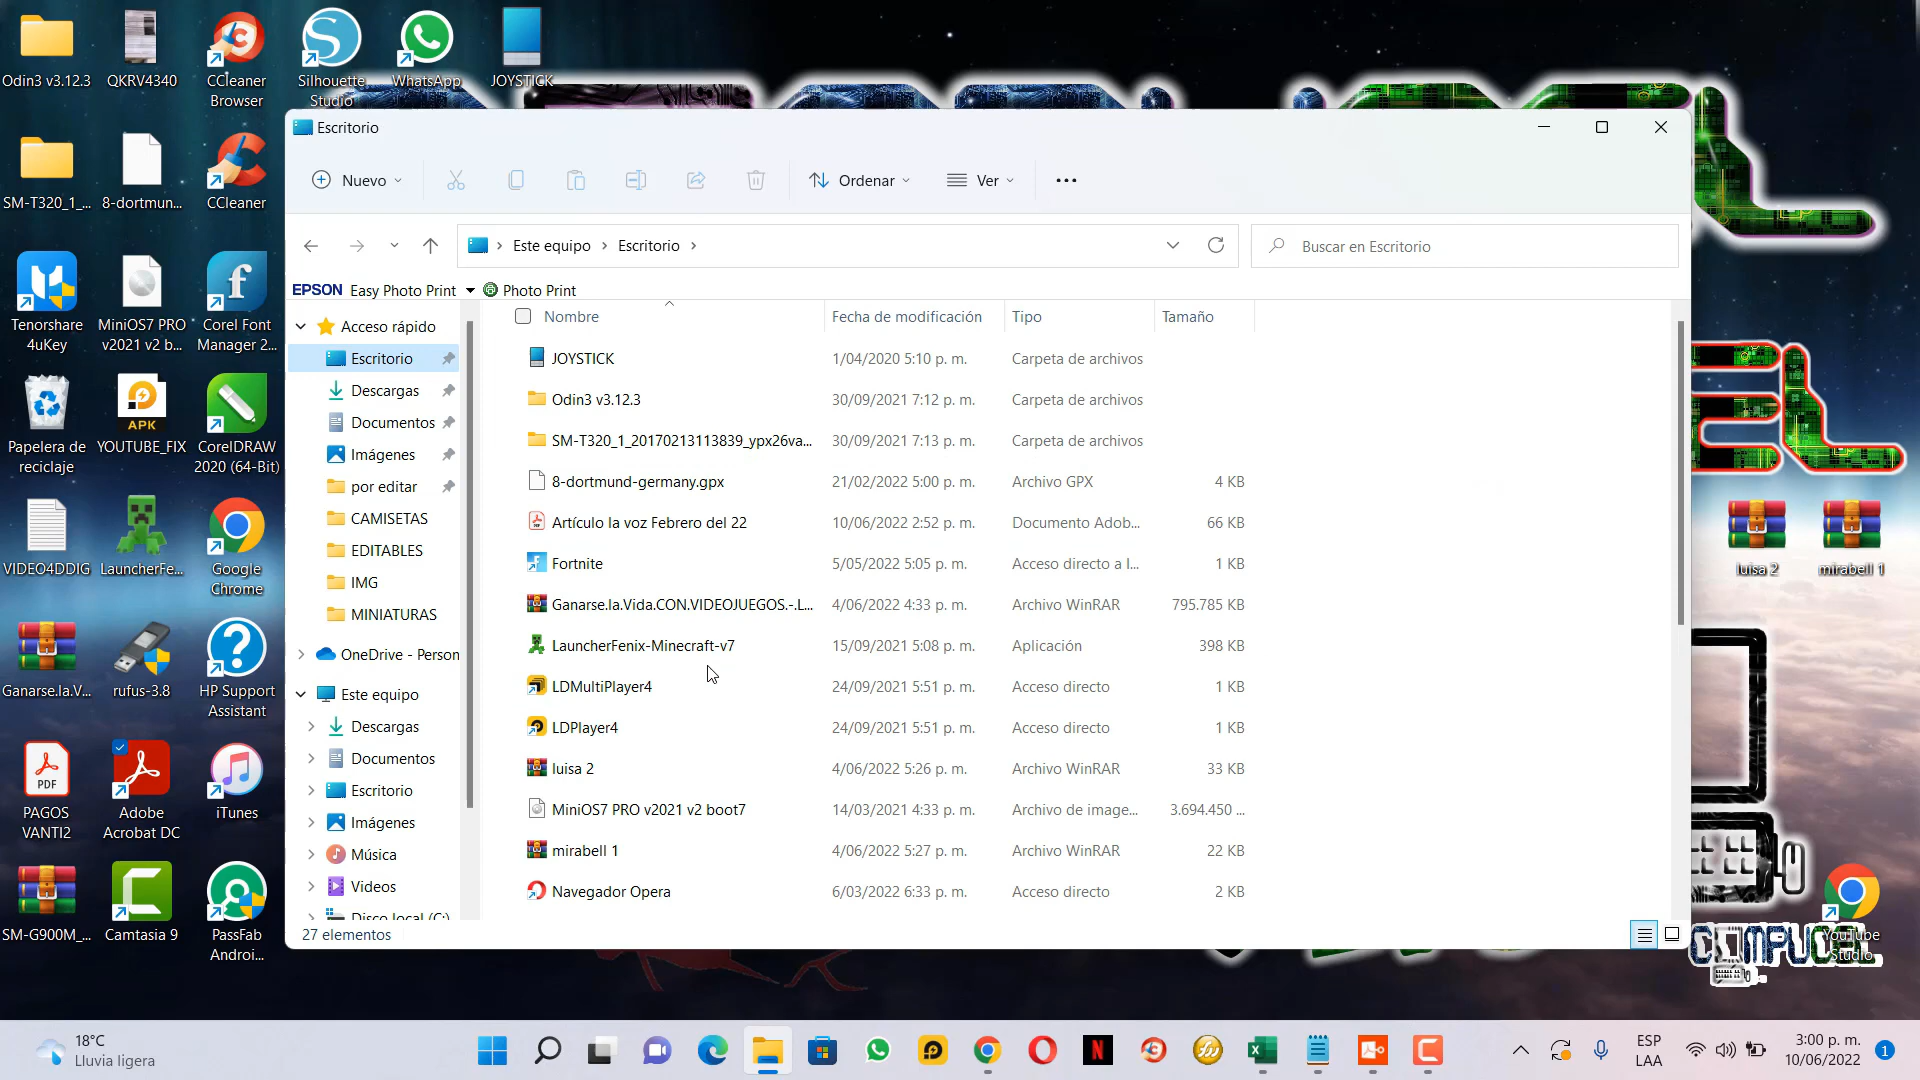 Odin3 v3.12.3
QKRV4340
CCleaner
Browser
Silhouette
Studio
WhatsApp
JOYSTICK
SM-T320_1_...
8-dortmun...
CCleaner
Tenorshare
4uKey
MiniOS7 PRO
v2021 v2 b...
Corel Font
Manager 2...
Papelera de
reciclaje
APK
YOUTUBE_FIX
CorelDRAW
2020 (64-Bit)
VIDEO4DDIG
LauncherFe...
Google
Chrome
Ganarse.la.V...
rufus-3.8
HP Support
Assistant
PDF
PAGOS
VANTI2
Adobe
Acrobat DC
iTunes
SM-G900M_...
Camtasia 9
PassFab
Androi...
Escritorio
Nuevo
Ordenar
Ver
Este equipo
Escritorio
Buscar en Escritorio
EPSON Easy Photo Print
Photo Print
Acceso rápido
Escritorio
Descargas
Documentos
Imágenes
por editar
CAMISETAS
EDITABLES
IMG
MINIATURAS
OneDrive - Person
Este equipo
Descargas
Documentos
Escritorio
Imágenes
Música
Videos
Disco local (C:)
Nombre Fecha de modificación Tipo Tamaño
JOYSTICK 1/04/2020 5:10 p. m. Carpeta de archivos
Odin3 v3.12.3 30/09/2021 7:12 p. m. Carpeta de archivos
SM-T320_1_20170213113839_ypx26va... 30/09/2021 7:13 p. m. Carpeta de archivos
8-dortmund-germany.gpx 21/02/2022 5:00 p. m. Archivo GPX 4 KB
Artículo la voz Febrero del 22 10/06/2022 2:52 p. m. Documento Adob... 66 KB
Fortnite 5/05/2022 5:05 p. m. Acceso directo a I... 1 KB
Ganarse.la.Vida.CON.VIDEOJUEGOS.-.L... 4/06/2022 4:33 p. m. Archivo WinRAR 795.785 KB
LauncherFenix-Minecraft-v7 15/09/2021 5:08 p. m. Aplicación 398 KB
LDMultiPlayer4 24/09/2021 5:51 p. m. Acceso directo 1 KB
LDPlayer4 24/09/2021 5:51 p. m. Acceso directo 1 KB
luisa 2 4/06/2022 5:26 p. m. Archivo WinRAR 33 KB
MiniOS7 PRO v2021 v2 boot7 14/03/2021 4:33 p. m. Archivo de image... 3.694.450 ...
mirabell 1 4/06/2022 5:27 p. m. Archivo WinRAR 22 KB
Navegador Opera 6/03/2022 6:33 p. m. Acceso directo 2 KB
27 elementos
luisa 2
mirabell 1
YouTube
Studio
COMPUCEL
18°C
Lluvia ligera
ESP
LAA
3:00 p. m.
10/06/2022
1